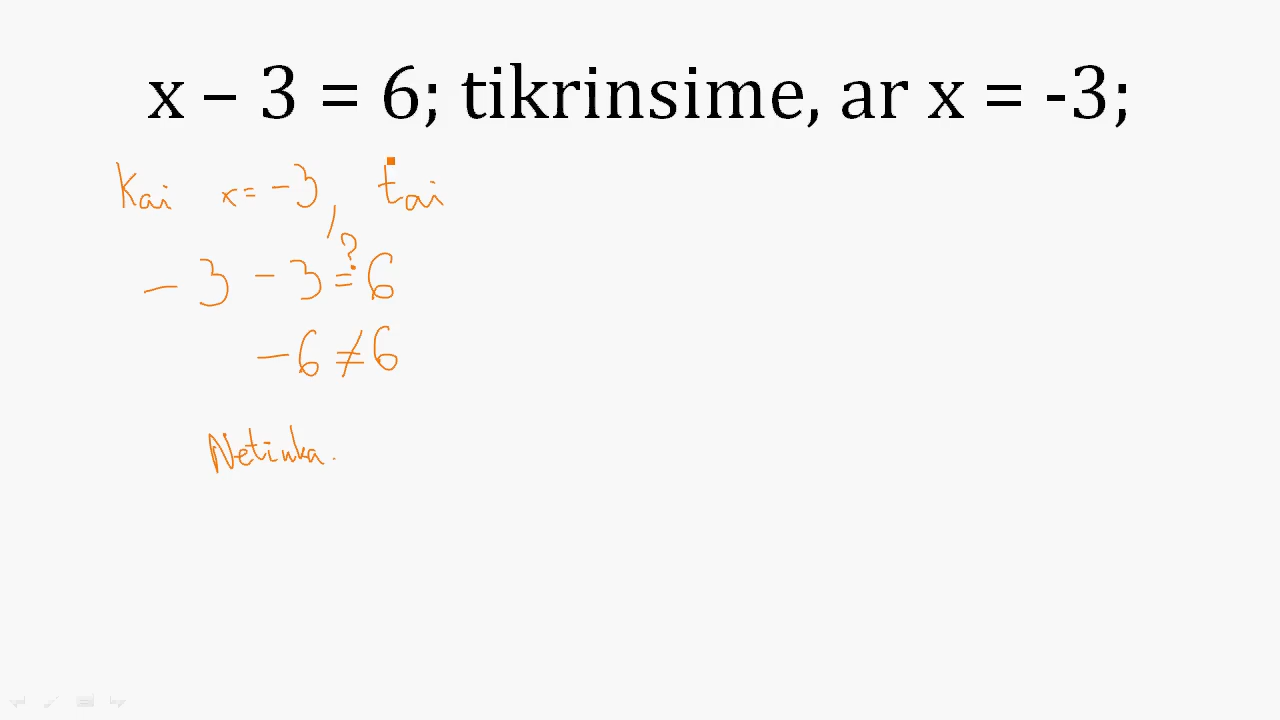 x – 3 = 6; tikrinsime, ar x = -3;
Kai x = -3, tai
-3 - 3 =? 6
-6 ≠ 6
Netinka.